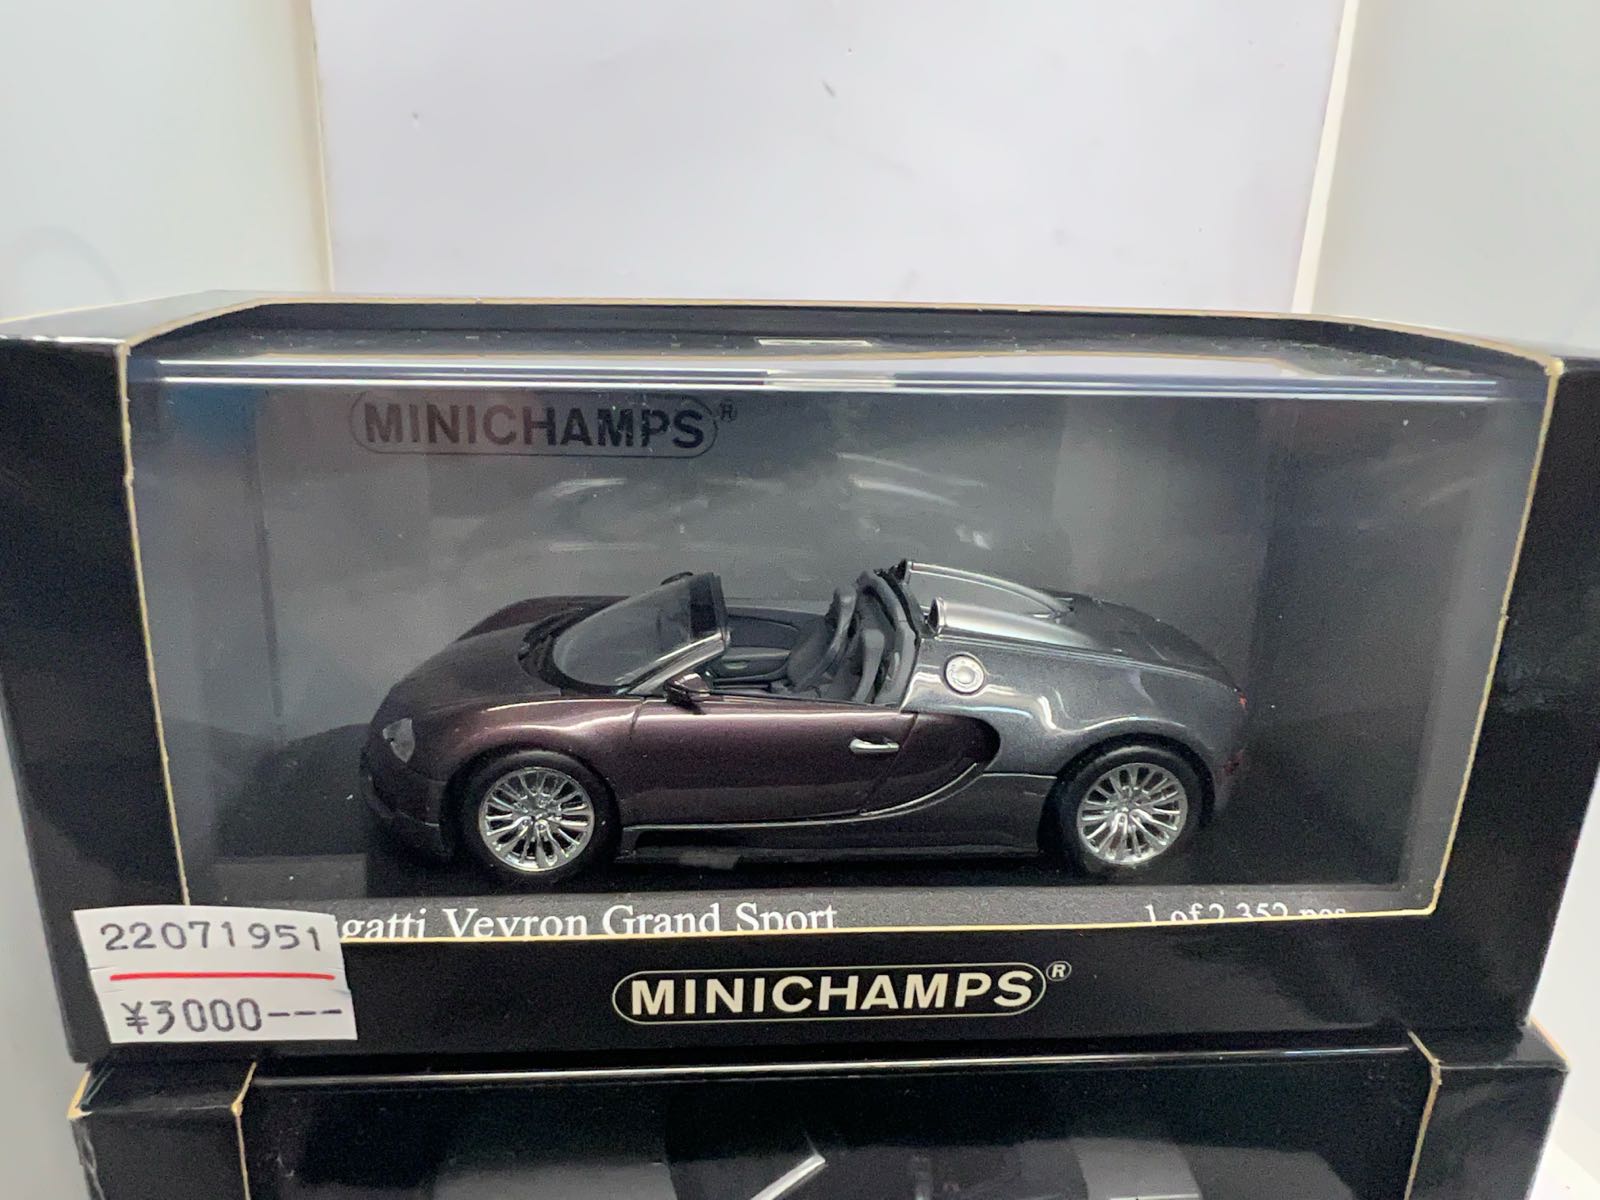 MINICHAMPS®
gatti Veyron Grand Sport
1 of 2.352 pcs
22071951
¥3000---
MINICHAMPS®